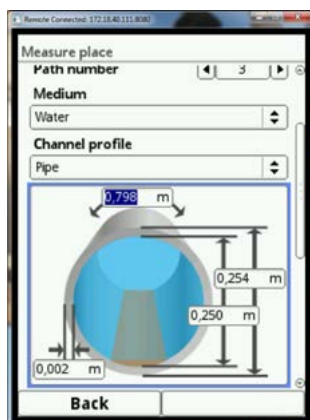 Remote Connected: 172.18.40.111:8080
Measure place
Path number 3
Medium
Water
Channel profile
Pipe
0,798 m
0,254 m
0,250 m
0,002 m
Back